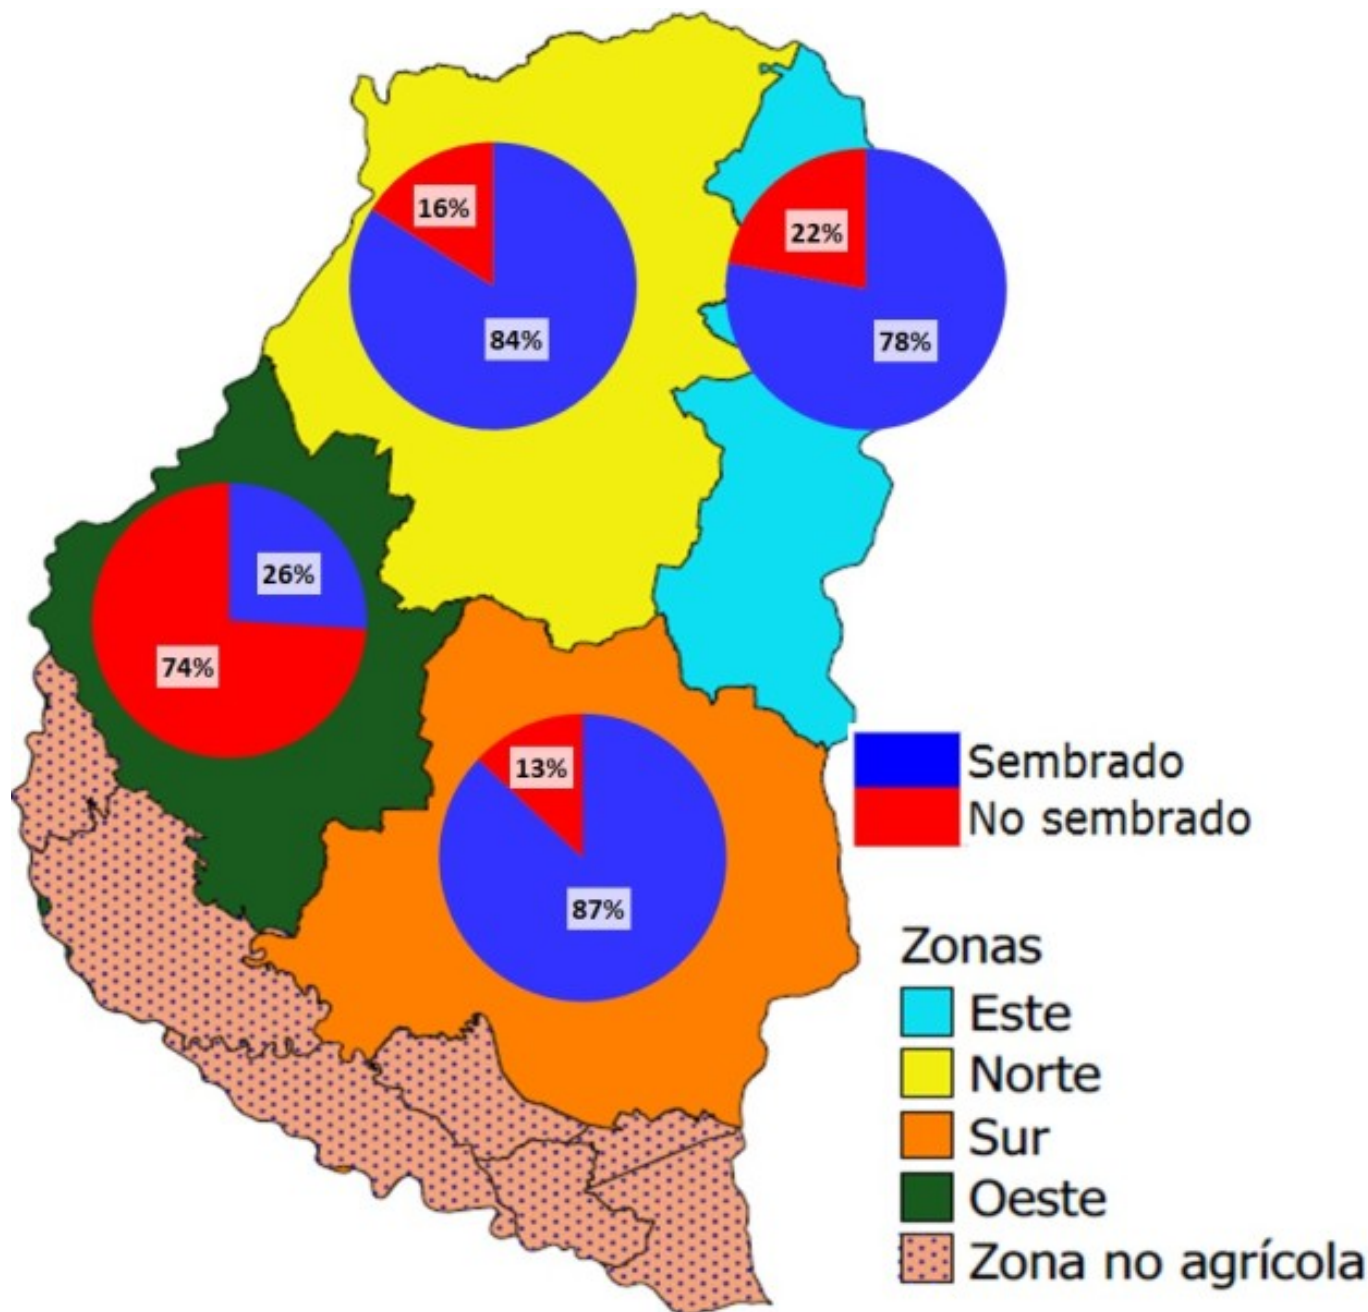 16%
84%
22%
78%
26%
74%
13%
87%
Sembrado
No sembrado
Zonas
Este
Norte
Sur
Oeste
Zona no agrícola